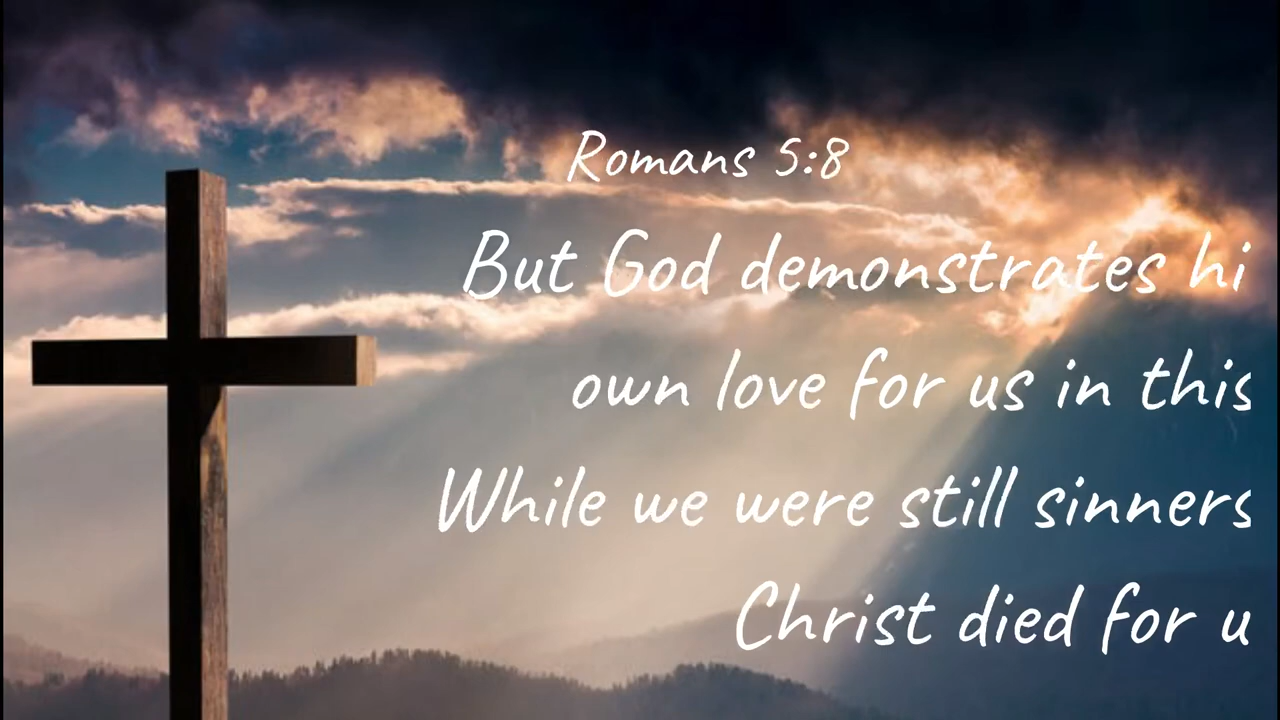 Romans 5:8
But God demonstrates hi
own love for us in this
While we were still sinners
Christ died for u